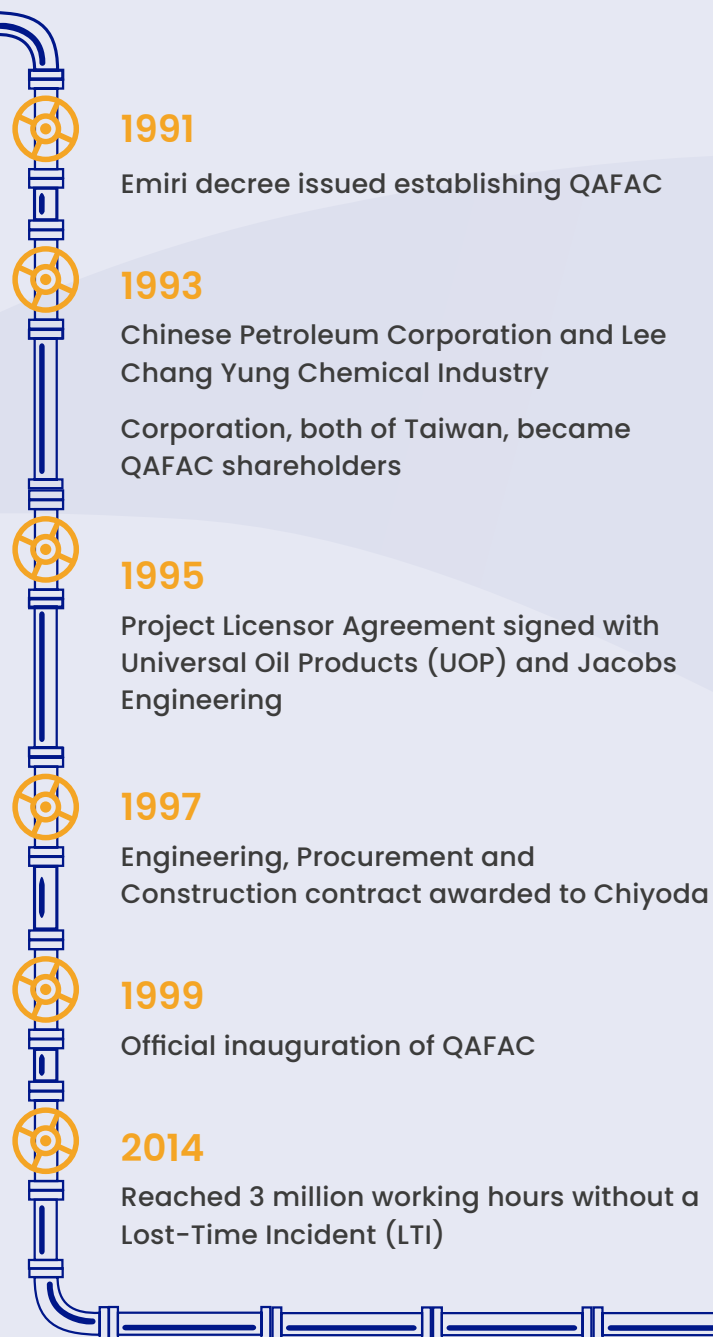 1991
Emiri decree issued establishing QAFAC
1993
Chinese Petroleum Corporation and Lee
Chang Yung Chemical Industry
Corporation, both of Taiwan, became
QAFAC shareholders
1995
Project Licensor Agreement signed with
Universal Oil Products (UOP) and Jacobs
Engineering
1997
Engineering, Procurement and
Construction contract awarded to Chiyoda
1999
Official inauguration of QAFAC
2014
Reached 3 million working hours without a
Lost-Time Incident (LTI)